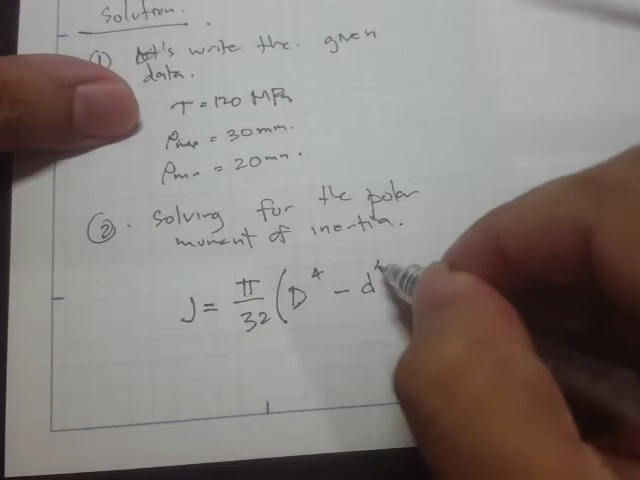 Solution.
① Let's write the given
data.
τ = 120 MPa
ρmax = 30mm.
ρmin = 20mm.
②. Solving for the polar
moment of inertia.
J = π/32 (D⁴ - d⁴